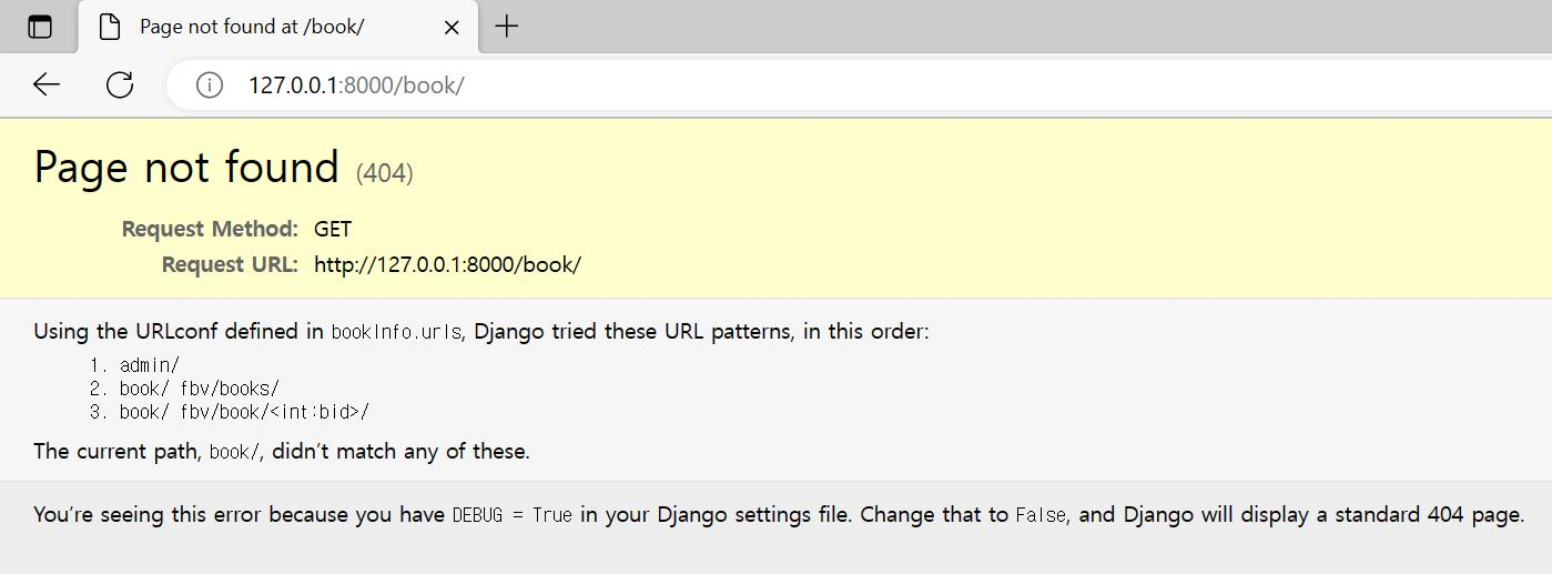 Page not found at /book/
127.0.0.1:8000/book/
Page not found (404)
Request Method: GET
Request URL: http://127.0.0.1:8000/book/
Using the URLconf defined in bookInfo.urls, Django tried these URL patterns, in this order:
1. admin/
2. book/ fbv/books/
3. book/ fbv/book/<int:bid>/
The current path, book/, didn’t match any of these.
You’re seeing this error because you have DEBUG = True in your Django settings file. Change that to False, and Django will display a standard 404 page.